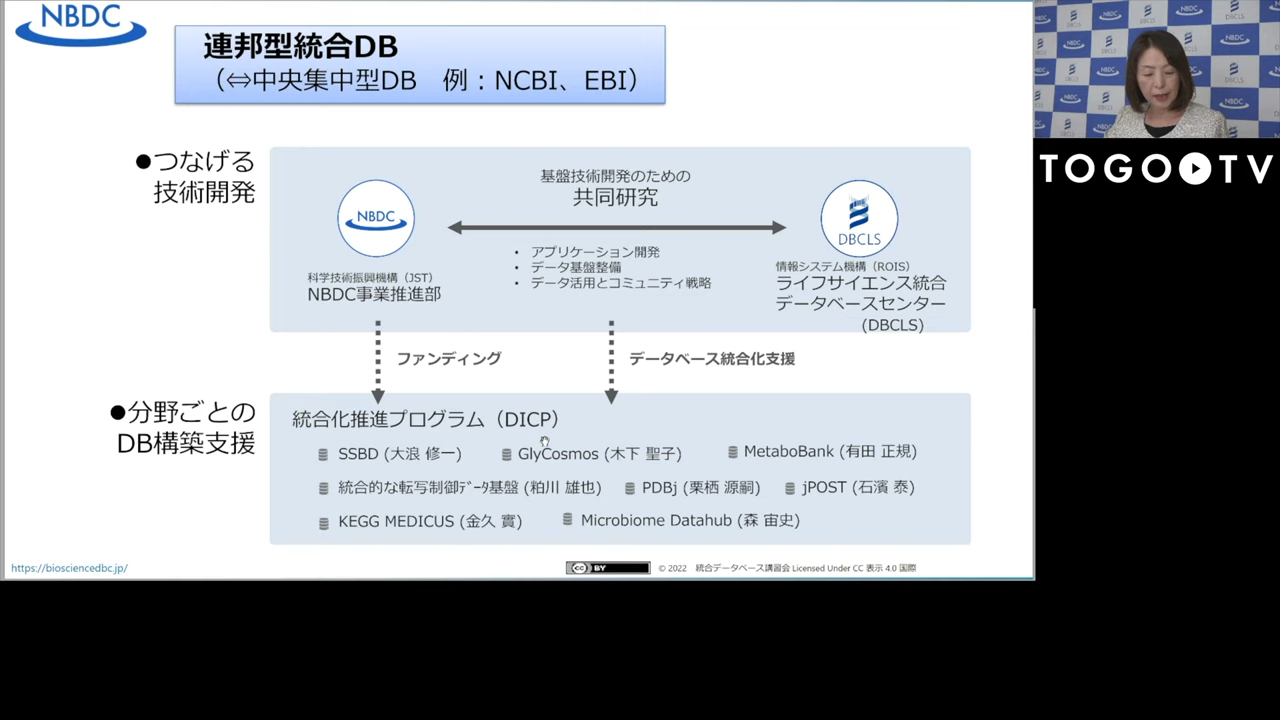 NBDC
連邦型統合DB
（⇔中央集中型DB　例：NCBI、EBI）
●つなげる
技術開発
基盤技術開発のための
共同研究
NBDC
DBCLS
• アプリケーション開発
• データ基盤整備
• データ活用とコミュニティ戦略
科学技術振興機構（JST）
NBDC事業推進部
情報システム機構（ROIS）
ライフサイエンス統合
データベースセンター
(DBCLS)
ファンディング
データベース統合化支援
●分野ごとの
DB構築支援
統合化推進プログラム（DICP）
SSBD (大浪 修一)
GlyCosmos (木下 聖子)
MetaboBank (有田 正規)
統合的な転写制御ﾃﾞｰﾀ基盤 (粕川 雄也)
PDBj (栗栖 源嗣)
jPOST (石濱 泰)
KEGG MEDICUS (金久 實)
Microbiome Datahub (森 宙史)
https://biosciencedbc.jp/
CC BY
© 2022　統合データベース講習会 Licensed Under CC 表示 4.0 国際
TOGO TV